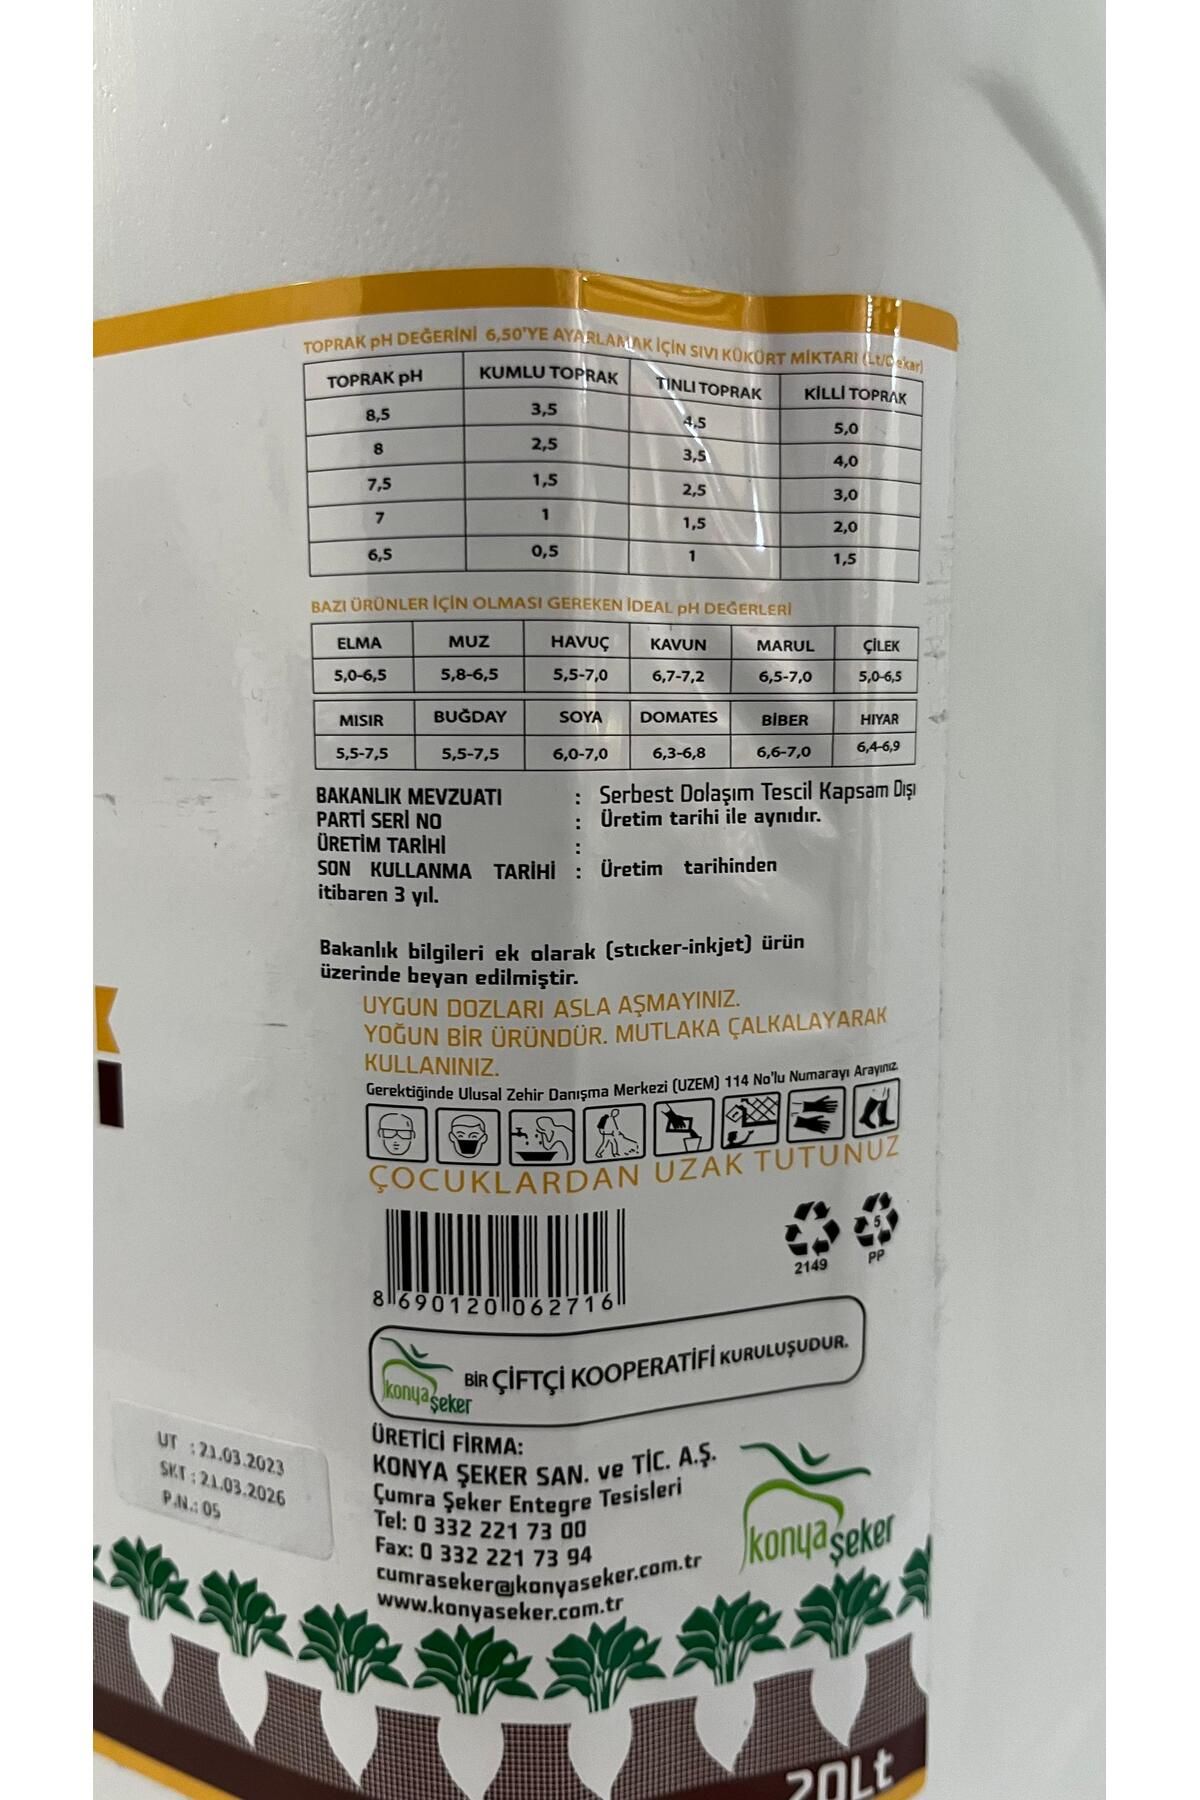 TOPRAK pH DEĞERİNİ 6,50'YE AYARLAMAK İÇİN SIVI KÜKÜRT MİKTARI (Lt/Dekar)
TOPRAK pH KUMLU TOPRAK TINLI TOPRAK KİLLİ TOPRAK
8,5 3,5 4,5 5,0
8 2,5 3,5 4,0
7,5 1,5 2,5 3,0
7 1 1,5 2,0
6,5 0,5 1 1,5
BAZI ÜRÜNLER İÇİN OLMASI GEREKEN İDEAL pH DEĞERLERİ
ELMA MUZ HAVUÇ KAVUN MARUL ÇİLEK
5,0-6,5 5,8-6,5 5,5-7,0 6,7-7,2 6,5-7,0 5,0-6,5
MISIR BUĞDAY SOYA DOMATES BİBER HIYAR
5,5-7,5 5,5-7,5 6,0-7,0 6,3-6,8 6,6-7,0 6,4-6,9
BAKANLIK MEVZUATI : Serbest Dolaşım Tescil Kapsam Dışı
PARTİ SERİ NO : Üretim tarihi ile aynıdır.
ÜRETİM TARİHİ :
SON KULLANMA TARİHİ : Üretim tarihinden
itibaren 3 yıl.
Bakanlık bilgileri ek olarak (stıcker-inkjet) ürün
üzerinde beyan edilmiştir.
UYGUN DOZLARI ASLA AŞMAYINIZ.
YOĞUN BİR ÜRÜNDÜR. MUTLAKA ÇALKALAYARAK
KULLANINIZ.
Gerektiğinde Ulusal Zehir Danışma Merkezi (UZEM) 114 No'lu Numarayı Arayınız.
ÇOCUKLARDAN UZAK TUTUNUZ
8 690120 062716
2149
5
PP
konyaşeker
BİR ÇİFTÇİ KOOPERATİFİ KURULUŞUDUR.
UT : 21.03.2023
SKT : 21.03.2026
P.N.: 05
ÜRETİCİ FİRMA:
KONYA ŞEKER SAN. ve TİC. A.Ş.
Çumra Şeker Entegre Tesisleri
Tel: 0 332 221 73 00
Fax: 0 332 221 73 94
cumraseker@konyaseker.com.tr
www.konyaseker.com.tr
konyaşeker
20Lt